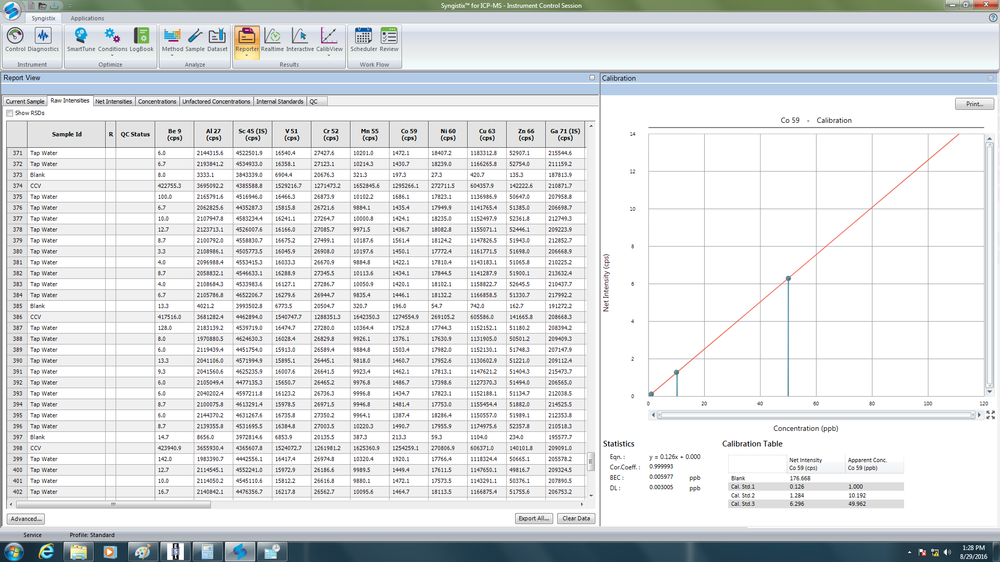 Syngistix™ for ICP-MS - Instrument Control Session
Syngistix Applications
Control Diagnostics SmartTune Conditions LogBook Method Sample Dataset Reporter Realtime Interactive CalibView Scheduler Review
Instrument Optimize Analyze Results Work Flow
Report View
Current Sample Raw Intensities Net Intensities Concentrations Unfactored Concentrations Internal Standards QC
Show RSDs
Sample Id R QC Status Be 9 (cps) Al 27 (cps) Sc 45 (IS) (cps) V 51 (cps) Cr 52 (cps) Mn 55 (cps) Co 59 (cps) Ni 60 (cps) Cu 63 (cps) Zn 66 (cps) Ga 71 (IS) (cps)
371 Tap Water 6.0 2144315.6 4522501.9 16540.4 27427.6 10201.0 1472.1 18407.2 1183312.8 52907.1 215544.6
372 Tap Water 6.7 2193841.2 4534933.0 16358.1 27123.1 10214.3 1430.7 18239.0 1166265.8 52754.0 211159.2
373 Blank 8.0 3333.1 3843339.0 6904.4 20676.3 321.3 197.3 27.3 420.7 135.3 187813.9
374 CCV 422755.3 3695092.2 4385588.8 1529216.7 1271473.2 1652845.6 1295266.1 272711.5 604357.9 142222.6 210871.7
375 Tap Water 100.0 2165791.6 4516946.0 16466.3 26873.9 10102.2 1686.1 17823.1 1136986.9 50647.0 207958.8
376 Tap Water 6.7 2062825.6 4435287.3 15815.8 26721.6 9884.1 1435.4 17949.9 1141765.4 51385.0 206698.7
377 Tap Water 10.0 2107947.8 4583234.4 16241.1 27264.7 10000.8 1424.1 18235.0 1152497.9 52361.8 212749.3
378 Tap Water 12.7 2123713.1 4526007.6 16166.0 27085.7 9971.5 1436.7 18082.8 1155071.1 52446.1 209223.9
379 Tap Water 8.7 2100792.0 4558830.7 16675.2 27499.1 10187.6 1561.4 18124.2 1147826.5 51943.0 212852.7
380 Tap Water 3.3 2108986.1 4505773.5 16045.9 26908.0 10197.6 1450.1 17772.4 1161771.5 51698.0 206668.9
381 Tap Water 4.0 2096988.4 4553415.3 16033.3 26670.9 9884.8 1422.1 17810.4 1143183.1 51065.8 210225.2
382 Tap Water 8.7 2058832.1 4546633.1 16288.9 27345.5 10113.6 1434.1 17844.5 1141287.9 51900.1 213632.4
383 Tap Water 4.0 2108684.3 4533983.6 16127.1 27286.7 10050.9 1420.1 18102.1 1158822.7 52645.5 210437.7
384 Tap Water 6.7 2105786.8 4652206.7 16279.6 26944.7 9835.4 1446.1 18132.2 1166858.5 51330.7 217992.2
385 Blank 13.3 4021.2 3993502.8 6773.5 20504.7 320.7 196.0 54.7 742.0 162.7 191272.2
386 CCV 417516.0 3681282.4 4462894.0 1540747.7 1288351.3 1642350.3 1274554.9 269105.2 605586.0 141665.8 208668.3
387 Tap Water 128.0 2183139.2 4539719.0 16474.7 27280.0 10364.4 1752.8 17744.3 1152152.1 51180.2 208394.2
388 Tap Water 8.0 1970880.5 4624630.3 16028.4 26829.8 9926.1 1376.1 17630.9 1131905.0 50501.2 209409.3
389 Tap Water 6.0 2119439.4 4451754.0 15913.0 26589.4 9884.8 1503.4 17982.0 1152130.1 51748.3 207147.9
390 Tap Water 13.3 2041106.0 4571994.9 15895.1 26445.1 9818.0 1460.7 17952.6 1130602.9 51221.0 209112.4
391 Tap Water 9.3 2041560.6 4625235.9 16007.6 26641.5 9923.4 1462.1 17813.1 1147621.2 51404.3 215473.7
392 Tap Water 6.0 2105049.4 4477135.3 15650.7 26465.2 9976.8 1486.7 17398.6 1127370.3 51494.0 206565.0
393 Tap Water 6.0 2040202.4 4597211.8 16123.2 26736.3 9996.8 1434.7 17823.1 1152188.1 51134.7 212038.5
394 Tap Water 8.7 2100075.8 4613291.4 15978.5 26971.5 9946.8 1481.4 17753.0 1155454.4 51882.0 214525.5
395 Tap Water 6.0 2144370.2 4631267.6 16735.8 27350.2 9964.1 1387.4 18286.4 1150557.0 51989.1 212353.8
396 Tap Water 8.7 2139355.8 4531695.5 16384.8 27003.5 10220.3 1490.7 17955.9 1174975.6 52357.8 210518.3
397 Blank 14.7 8656.0 3972814.6 6853.9 20135.5 387.3 213.3 59.3 1104.0 234.0 195577.7
398 CCV 423940.9 3655930.4 4365607.8 1524072.7 1261981.2 1625360.9 1254259.1 270806.9 606371.0 140101.8 209091.0
399 Tap Water 142.0 1983390.7 4442556.1 16417.4 26974.8 10320.4 1920.1 17766.4 1118324.4 50665.1 205578.2
400 Tap Water 12.7 2114545.1 4552241.0 15972.9 26186.6 9989.5 1449.4 17611.5 1147650.1 49816.7 209324.5
401 Tap Water 10.0 2114050.2 4545110.6 15812.1 26616.8 9880.1 1472.1 17573.5 1143291.1 50376.1 207890.5
402 Tap Water 16.7 2140842.1 4476356.7 16217.8 26562.7 10095.6 1464.7 18113.5 1166875.4 51755.6 206753.2
Advanced... Export All... Clear Data
Calibration
Print...
Co 59 - Calibration
14
12
10
8
6
4
2
0
Net Intensity (cps)
0 20 40 60 80 100 120
Concentration (ppb)
Statistics
Eqn. : y = 0.126x + 0.000
Cor.Coeff. : 0.999993
BEC : 0.005977 ppb
DL : 0.003005 ppb
Calibration Table
Net Intensity Apparent Conc.
Co 59 (cps) Co 59 (ppb)
Blank 176.668
Cal. Std.1 0.126 1.000
Cal. Std.2 1.284 10.192
Cal. Std.3 6.296 49.962
Service Profile: Standard
ESI
1:28 PM
8/29/2016